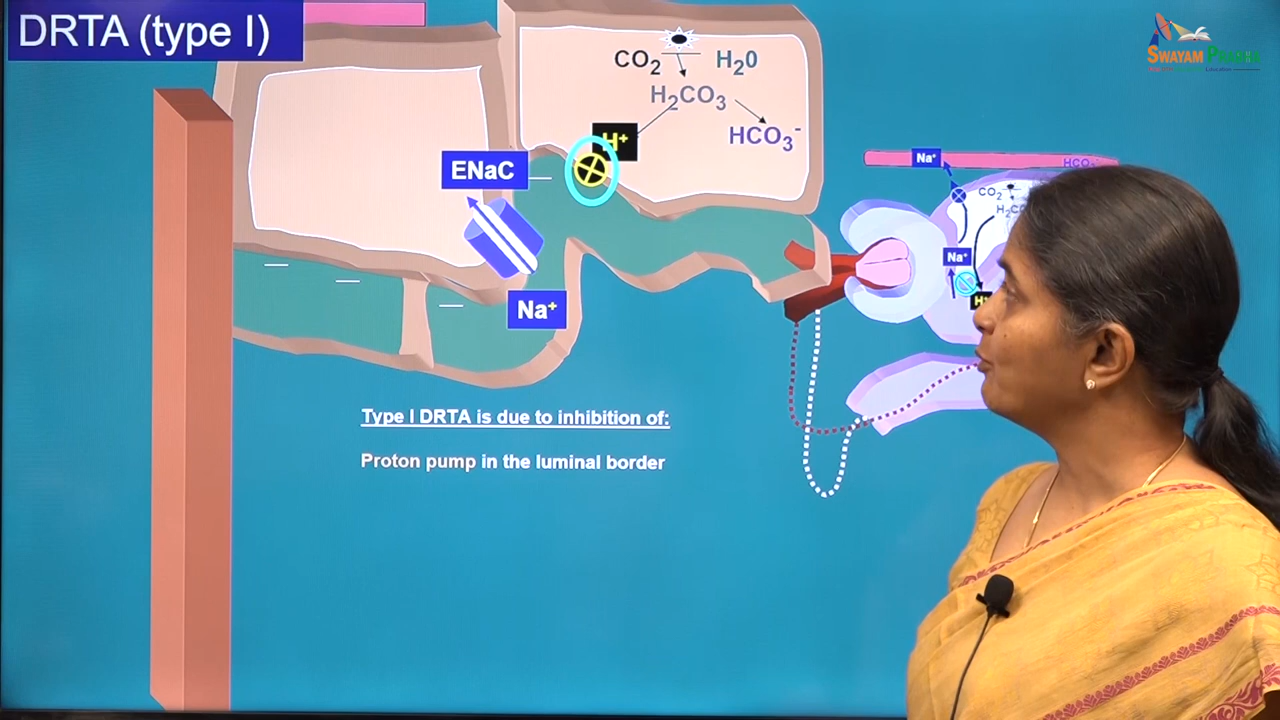 DRTA (type I)
SWAYAM PRABHA
CO₂ H₂0
H₂CO₃
H⁺
HCO₃⁻
ENaC
Na⁺
Na⁺
HCO₃
CO₂
Na⁺
H⁺
Type I DRTA is due to inhibition of:
Proton pump in the luminal border